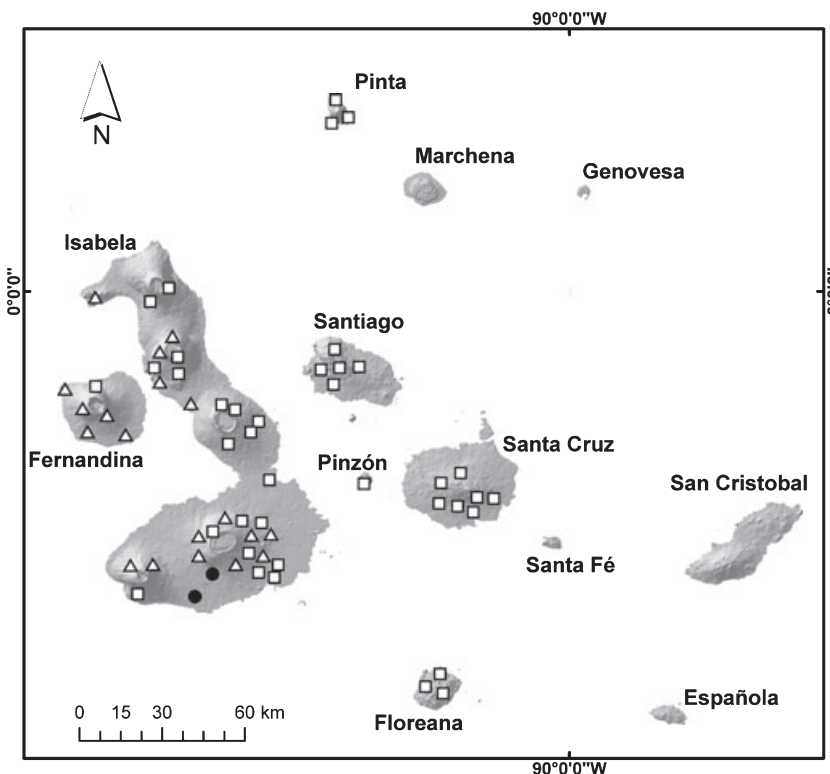 90°0'0"W
N
Pinta
Marchena
Genovesa
Isabela
0°0'0"
Santiago
Fernandina
Pinzón
Santa Cruz
San Cristobal
Santa Fé
Floreana
Española
0 15 30 60 km
90°0'0"W